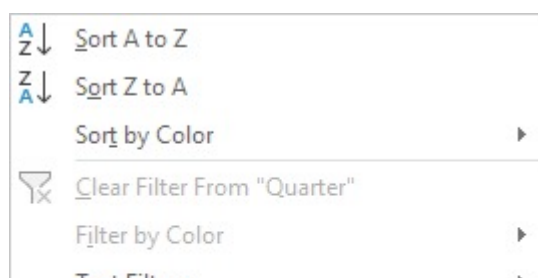 Sort A to Z
Sort Z to A
Sort by Color
Clear Filter From "Quarter"
Filter by Color